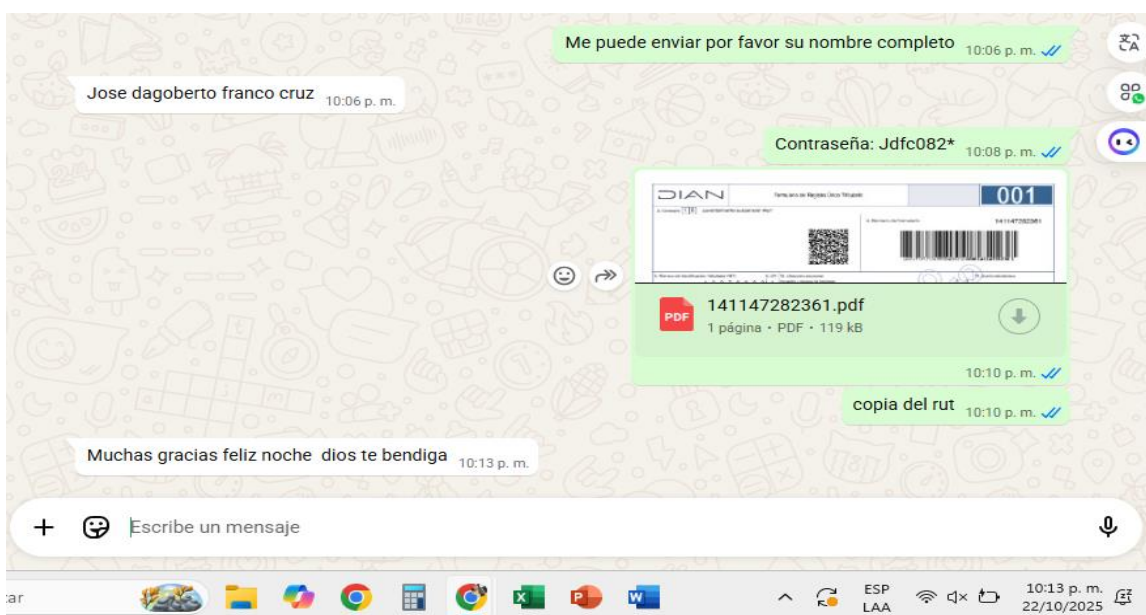 Me puede enviar por favor su nombre completo 10:06 p. m.
Jose dagoberto franco cruz 10:06 p. m.
Contraseña: Jdfc082* 10:08 p. m.
DIAN
001
141147282361
PDF
141147282361.pdf
1 página • PDF • 119 kB
10:10 p. m.
copia del rut 10:10 p. m.
Muchas gracias feliz noche dios te bendiga 10:13 p. m.
Escribe un mensaje
ESP
LAA
10:13 p. m.
22/10/2025